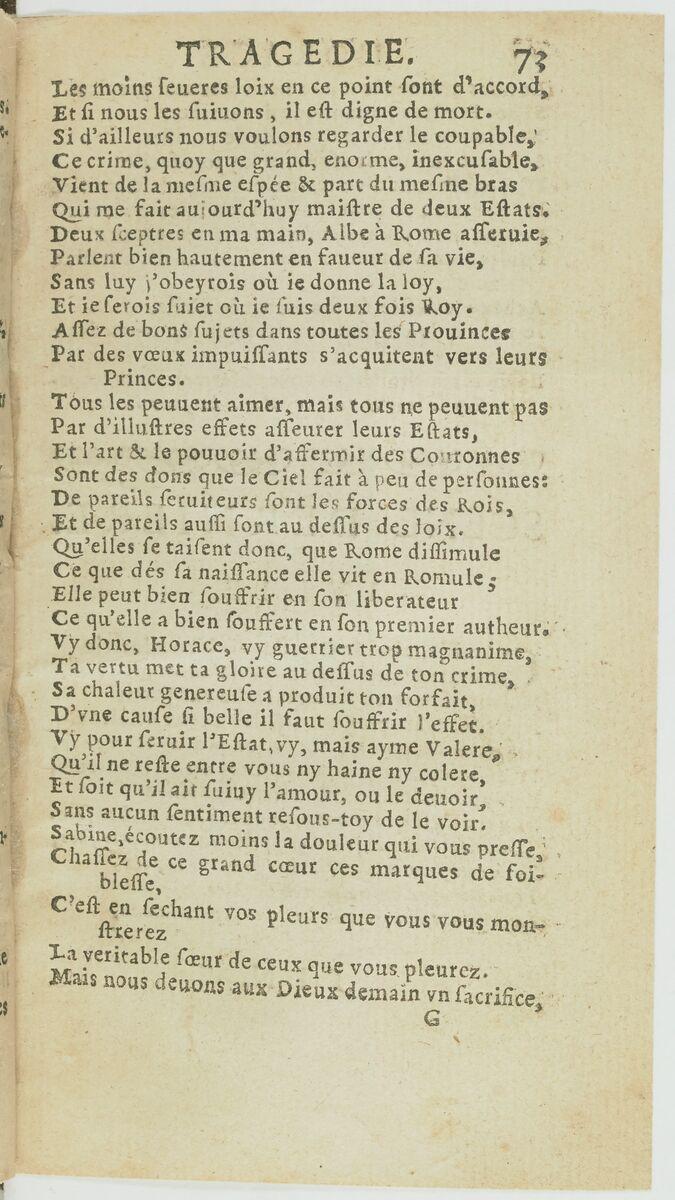 TRAGEDIE. 73
Les moins ſeueres loix en ce point ſont d'accord,
Et ſi nous les ſuiuons, il eſt digne de mort.
Si d'ailleurs nous voulons regarder le coupable,
Ce crime, quoy que grand, enorme, inexcuſable,
Vient de la meſme eſpée & part du meſme bras
Qui me fait aujourd'huy maiſtre de deux Eſtats.
Deux ſceptres en ma main, Albe à Rome aſſeruie,
Parlent bien hautement en faueur de ſa vie,
Sans luy j'obeyrois où ie donne la loy,
Et ie ſerois ſuiet où ie ſuis deux fois Roy.
Aſſez de bons ſujets dans toutes les Prouinces
Par des vœux impuiſſants s'acquitent vers leurs
Princes.
Tous les peuuent aimer, mais tous ne peuuent pas
Par d'illuſtres effets aſſeurer leurs Eſtats,
Et l'art & le pouuoir d'affermir des Couronnes
Sont des dons que le Ciel fait à peu de perſonnes:
De pareils ſeruiteurs ſont les forces des Rois,
Et de pareils auſſi ſont au deſſus des loix.
Qu'elles ſe taiſent donc, que Rome diſſimule
Ce que dés ſa naiſſance elle vit en Romule;
Elle peut bien ſouffrir en ſon liberateur
Ce qu'elle a bien ſouffert en ſon premier autheur.
Vy donc, Horace, vy guerrier trop magnanime,
Ta vertu met ta gloire au deſſus de ton crime,
Sa chaleur genereuſe a produit ton forfait,
D'vne cauſe ſi belle il faut ſouffrir l'effet.
Vy pour ſeruir l'Eſtat, vy, mais ayme Valere,
Qu'il ne reſte entre vous ny haine ny colere,
Et ſoit qu'il ait ſuiuy l'amour, ou le deuoir,
Sans aucun ſentiment reſous-toy de le voir.
Sabine, écoutez moins la douleur qui vous preſſe,
Chaſſez de ce grand cœur ces marques de foi-
bleſſe,
C'eſt en ſechant vos pleurs que vous vous mon-
ſtrerez
La veritable ſœur de ceux que vous pleurez.
Mais nous deuons aux Dieux demain vn ſacrifice,
G